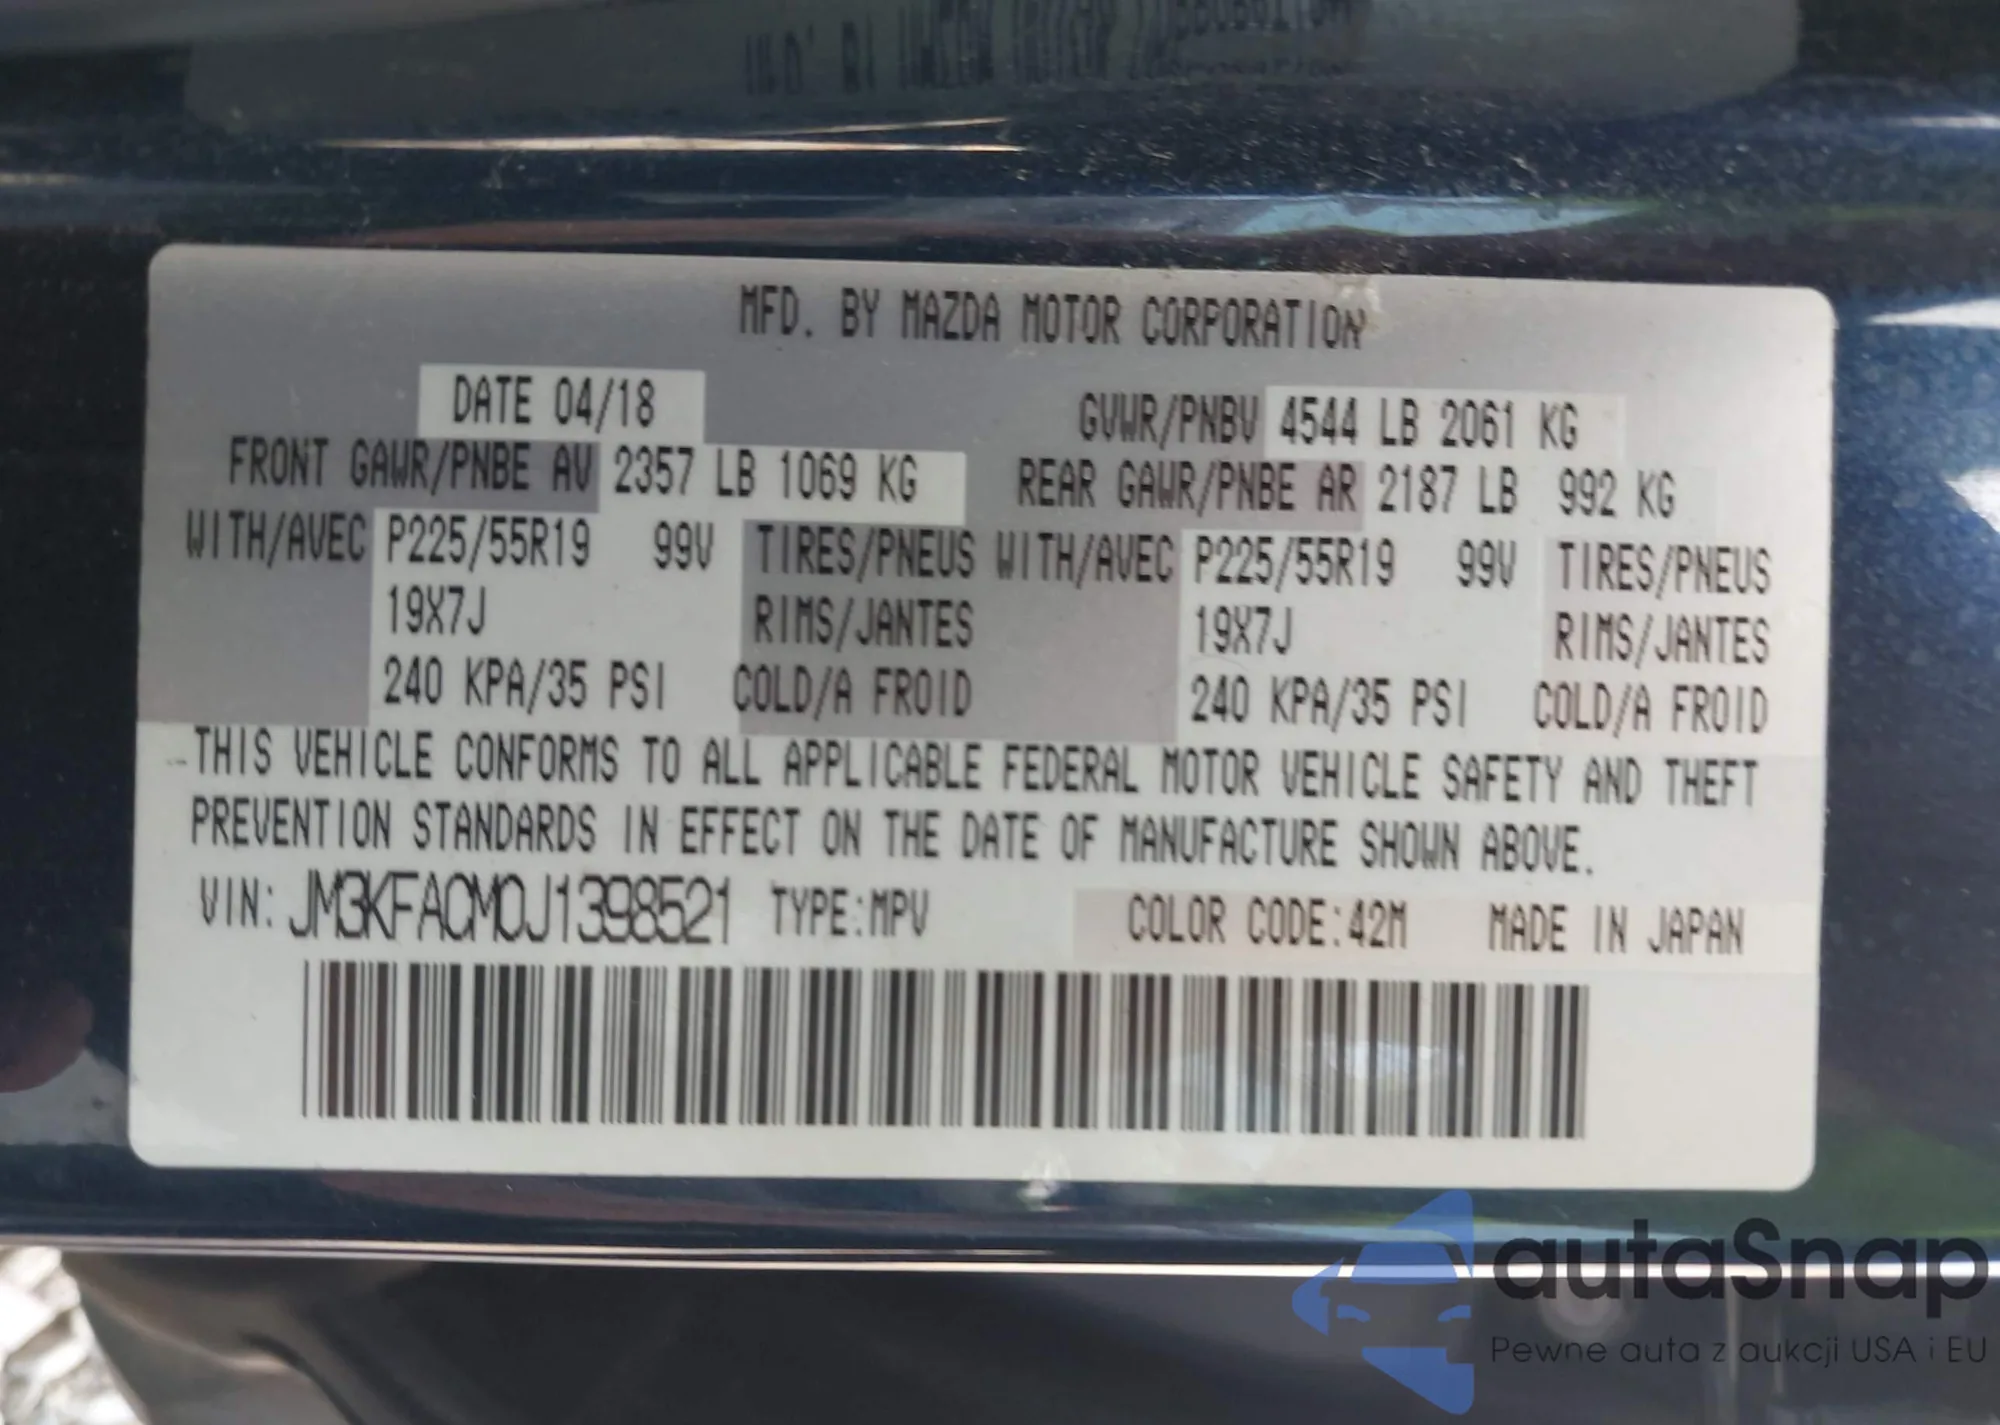 MFD. BY MAZDA MOTOR CORPORATION
DATE 04/18 GVWR/PNBV 4544 LB 2061 KG
FRONT GAWR/PNBE AV 2357 LB 1069 KG REAR GAWR/PNBE AR 2187 LB 992 KG
WITH/AVEC P225/55R19 99V TIRES/PNEUS WITH/AVEC P225/55R19 99V TIRES/PNEUS
19X7J RIMS/JANTES 19X7J RIMS/JANTES
240 KPA/35 PSI COLD/A FROID 240 KPA/35 PSI COLD/A FROID
THIS VEHICLE CONFORMS TO ALL APPLICABLE FEDERAL MOTOR VEHICLE SAFETY AND THEFT
PREVENTION STANDARDS IN EFFECT ON THE DATE OF MANUFACTURE SHOWN ABOVE.
VIN: JM3KFACM0J1398521 TYPE:MPV COLOR CODE:42M MADE IN JAPAN
autaSnap
Pewne auta z aukcji USA i EU